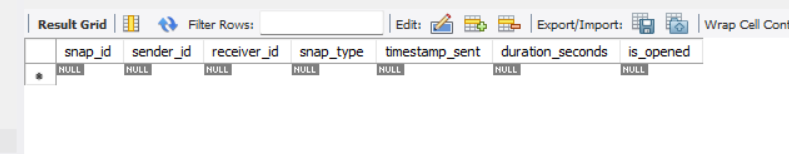 Result Grid Filter Rows: Edit: Export/Import: Wrap Cell Cont
snap_id sender_id receiver_id snap_type timestamp_sent duration_seconds is_opened
NULL NULL NULL NULL NULL NULL NULL